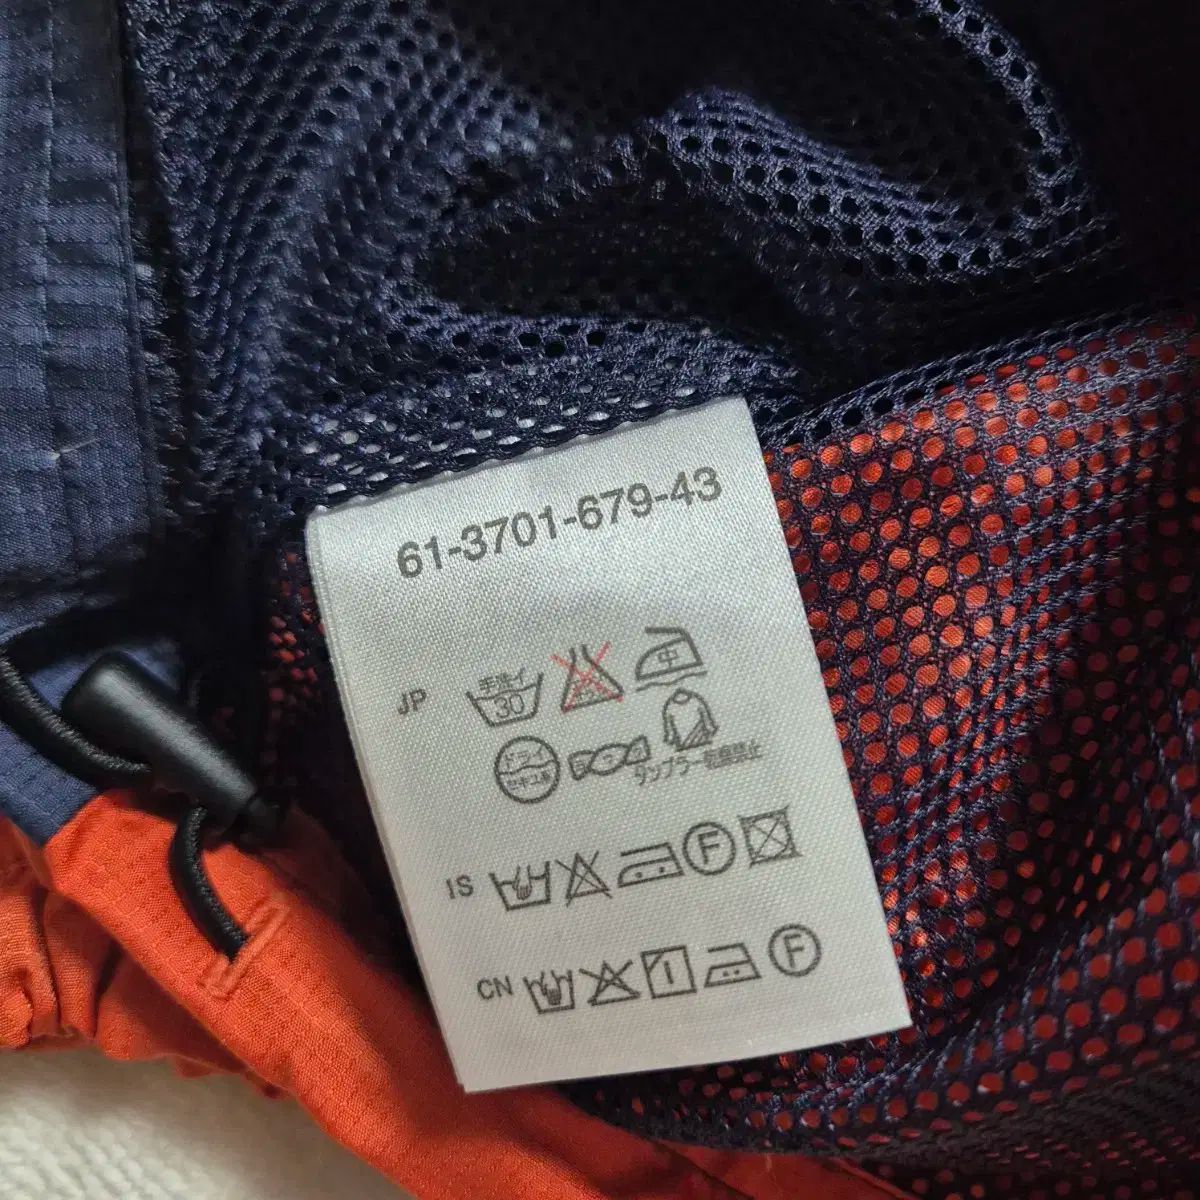 61-3701-679-43
JP
手洗イ
30
中
ドライ
セキユ系
タンブラー乾燥禁止
IS
F
CN
F